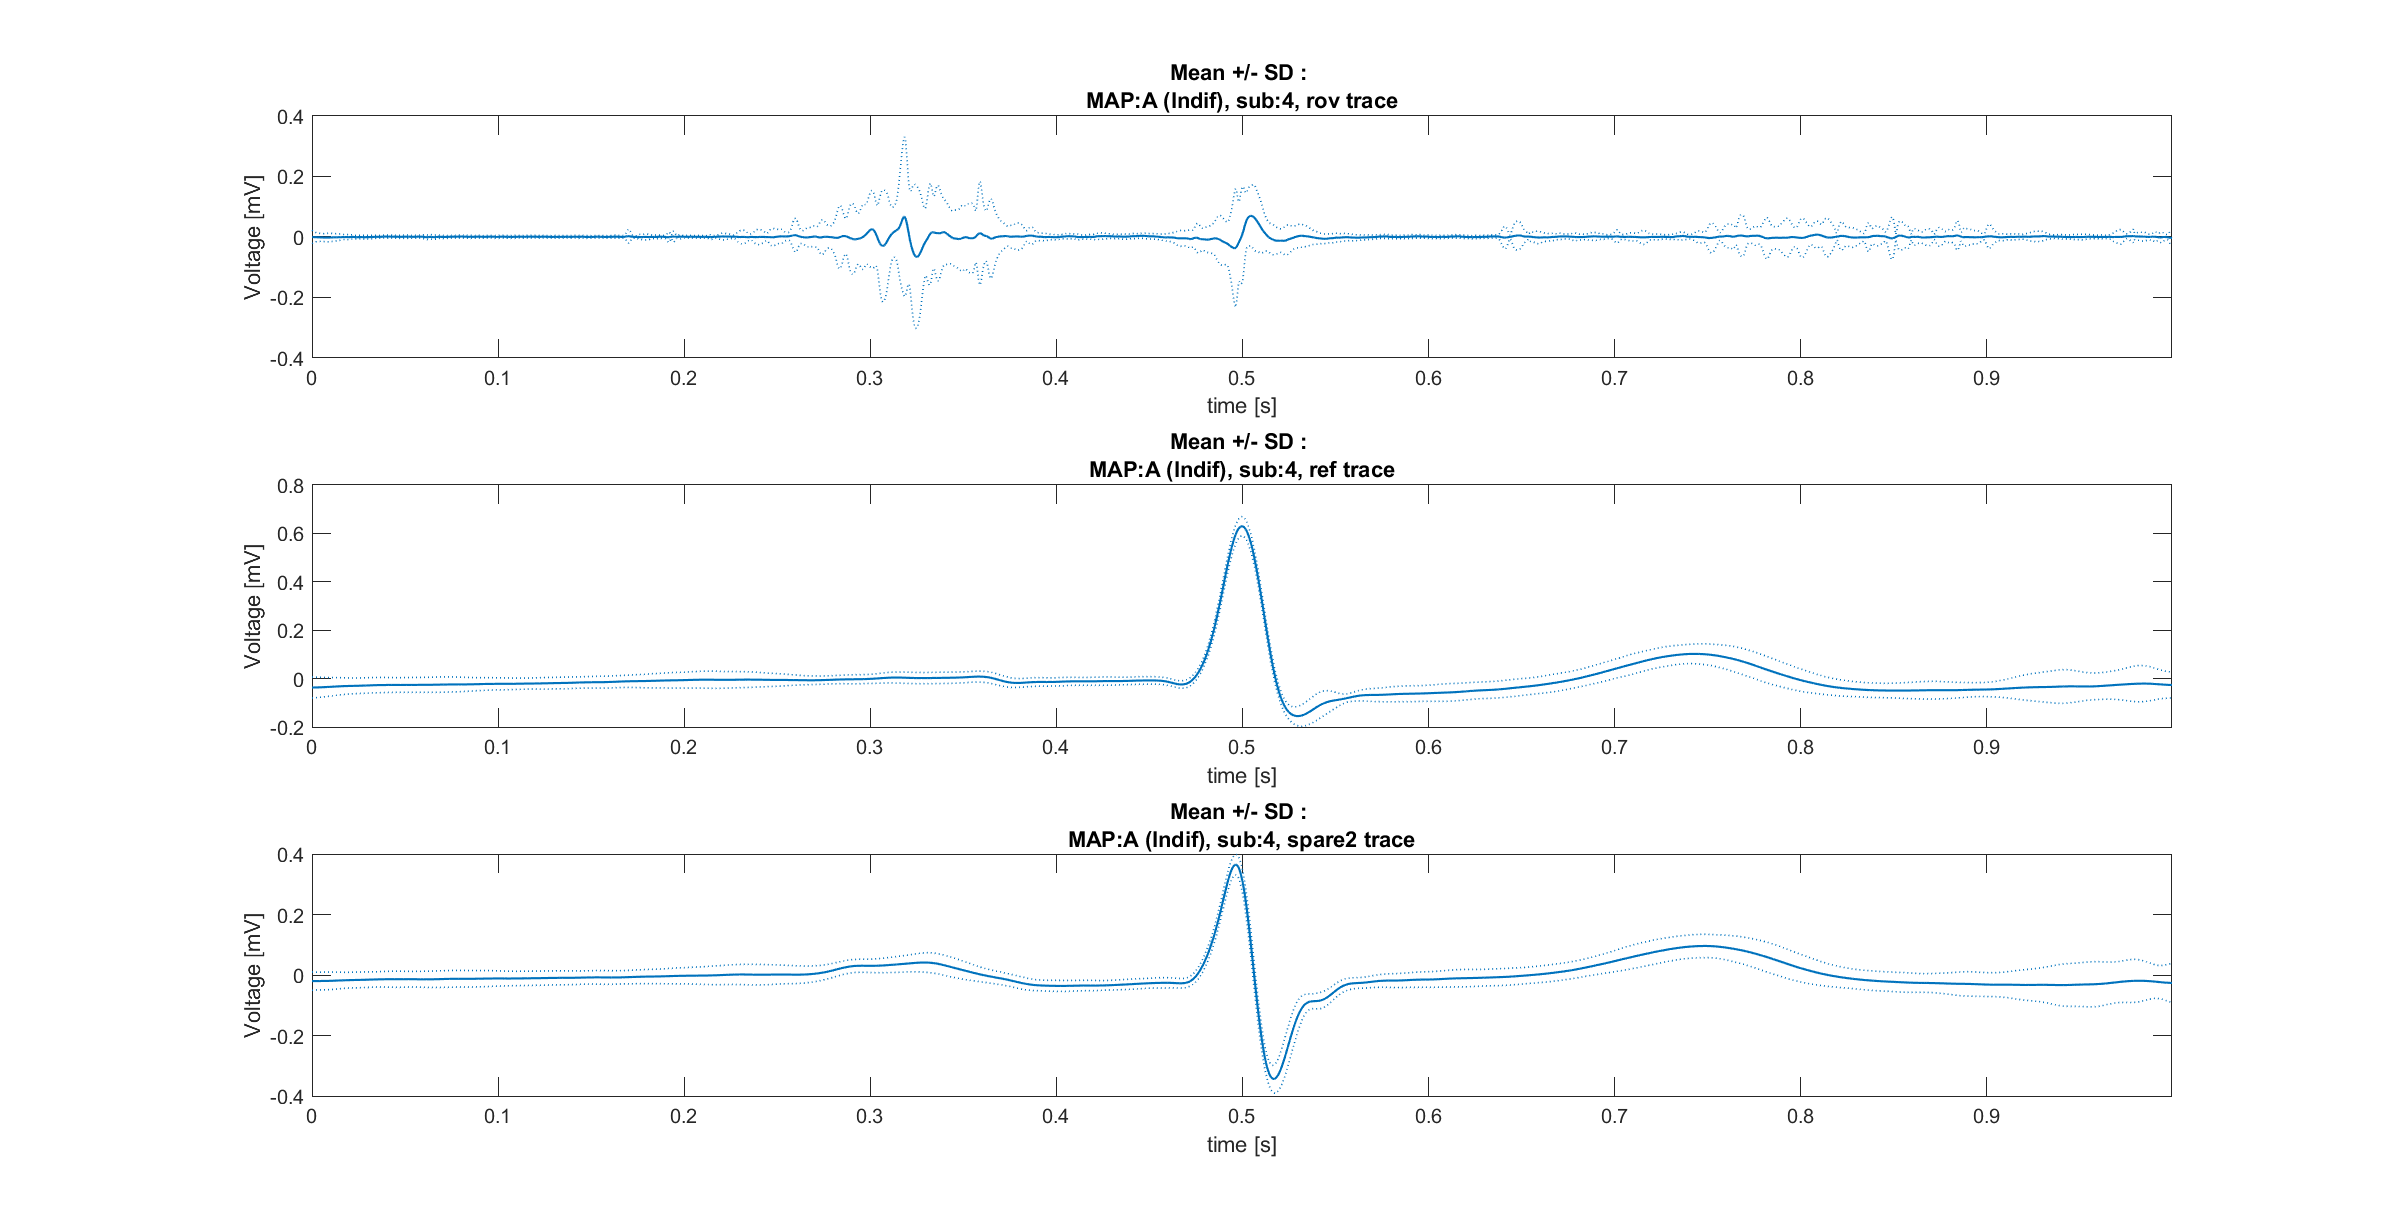 Mean +/- SD :
MAP:A (Indif), sub:4, rov trace
0.4
0.2
0
-0.2
-0.4
Voltage [mV]
0 0.1 0.2 0.3 0.4 0.5 0.6 0.7 0.8 0.9
time [s]
Mean +/- SD :
MAP:A (Indif), sub:4, ref trace
0.8
0.6
0.4
0.2
0
-0.2
Voltage [mV]
0 0.1 0.2 0.3 0.4 0.5 0.6 0.7 0.8 0.9
time [s]
Mean +/- SD :
MAP:A (Indif), sub:4, spare2 trace
0.4
0.2
0
-0.2
-0.4
Voltage [mV]
0 0.1 0.2 0.3 0.4 0.5 0.6 0.7 0.8 0.9
time [s]